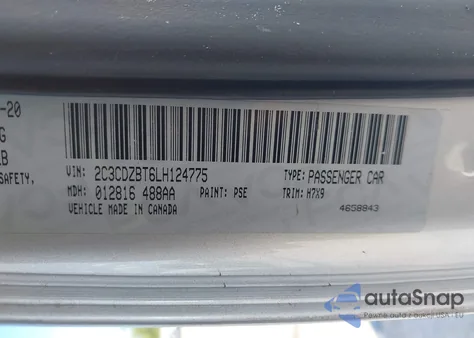 -20
G
LB
SAFETY,
VIN: 2C3CDZBT6LH124775 TYPE: PASSENGER CAR
MDH: 012816 488AA PAINT: PSE TRIM: H7X9
VEHICLE MADE IN CANADA 4658843
autoSnap